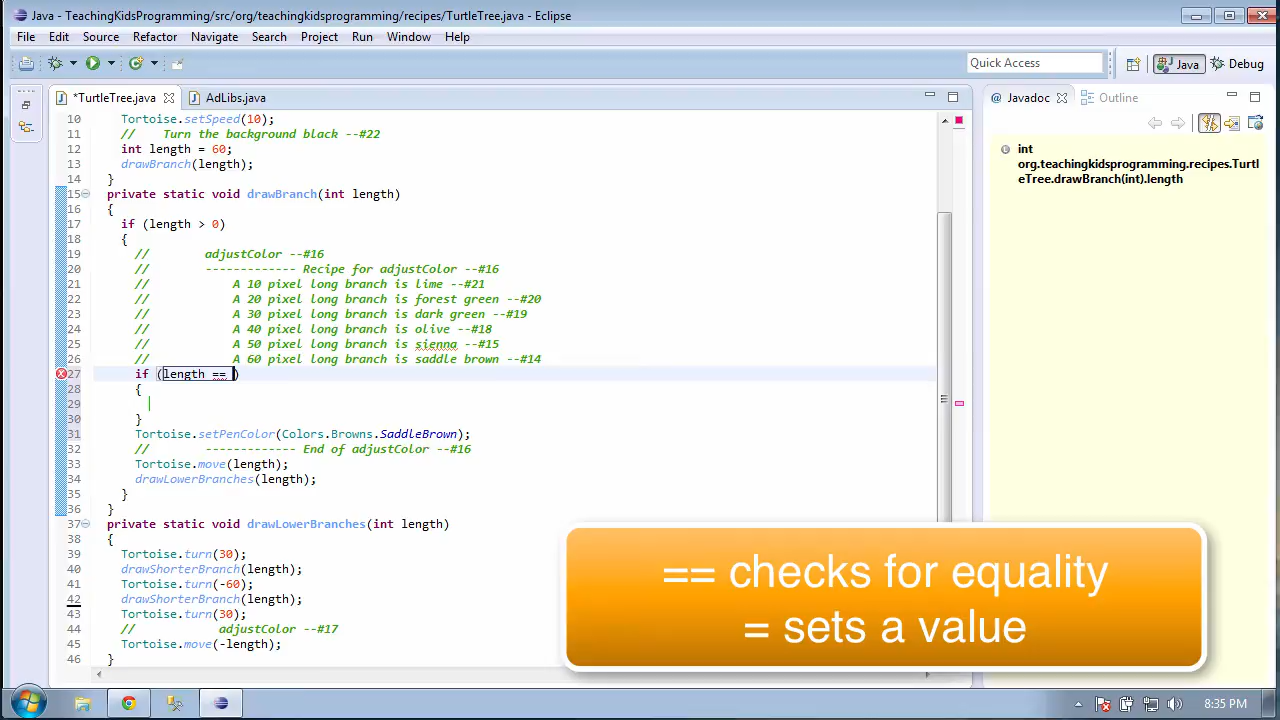 Java - TeachingKidsProgramming/src/org/teachingkidsprogramming/recipes/TurtleTree.java - Eclipse
File Edit Source Refactor Navigate Search Project Run Window Help
Quick Access
Java
Debug
*TurtleTree.java
AdLibs.java
Javadoc
Outline
10 Tortoise.setSpeed(10);
11 // Turn the background black --#22
12 int length = 60;
13 drawBranch(length);
14 }
15 private static void drawBranch(int length)
16 {
17 if (length > 0)
18 {
19 // adjustColor --#16
20 // ------------- Recipe for adjustColor --#16
21 // A 10 pixel long branch is lime --#21
22 // A 20 pixel long branch is forest green --#20
23 // A 30 pixel long branch is dark green --#19
24 // A 40 pixel long branch is olive --#18
25 // A 50 pixel long branch is sienna --#15
26 // A 60 pixel long branch is saddle brown --#14
27 if (length == )
28 {
29
30 }
31 Tortoise.setPenColor(Colors.Browns.SaddleBrown);
32 // ------------- End of adjustColor --#16
33 Tortoise.move(length);
34 drawLowerBranches(length);
35 }
36 }
37 private static void drawLowerBranches(int length)
38 {
39 Tortoise.turn(30);
40 drawShorterBranch(length);
41 Tortoise.turn(-60);
42 drawShorterBranch(length);
43 Tortoise.turn(30);
44 // adjustColor --#17
45 Tortoise.move(-length);
46 }
int
org.teachingkidsprogramming.recipes.Turtl
eTree.drawBranch(int).length
== checks for equality
= sets a value
8:35 PM